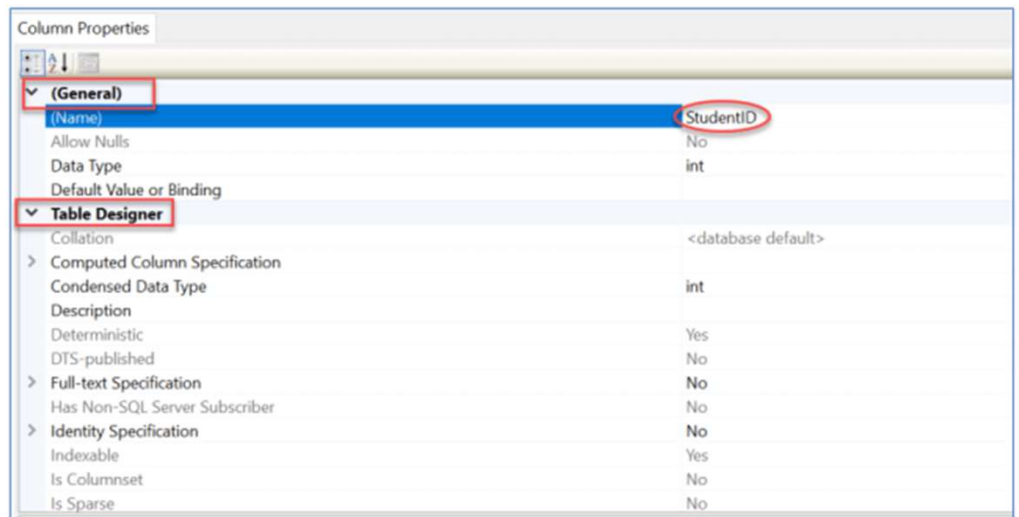 Column Properties
(General)
(Name) StudentID
Allow Nulls No
Data Type int
Default Value or Binding
Table Designer
Collation <database default>
Computed Column Specification
Condensed Data Type int
Description
Deterministic Yes
DTS-published No
Full-text Specification No
Has Non-SQL Server Subscriber No
Identity Specification No
Indexable Yes
Is Columnset No
Is Sparse No